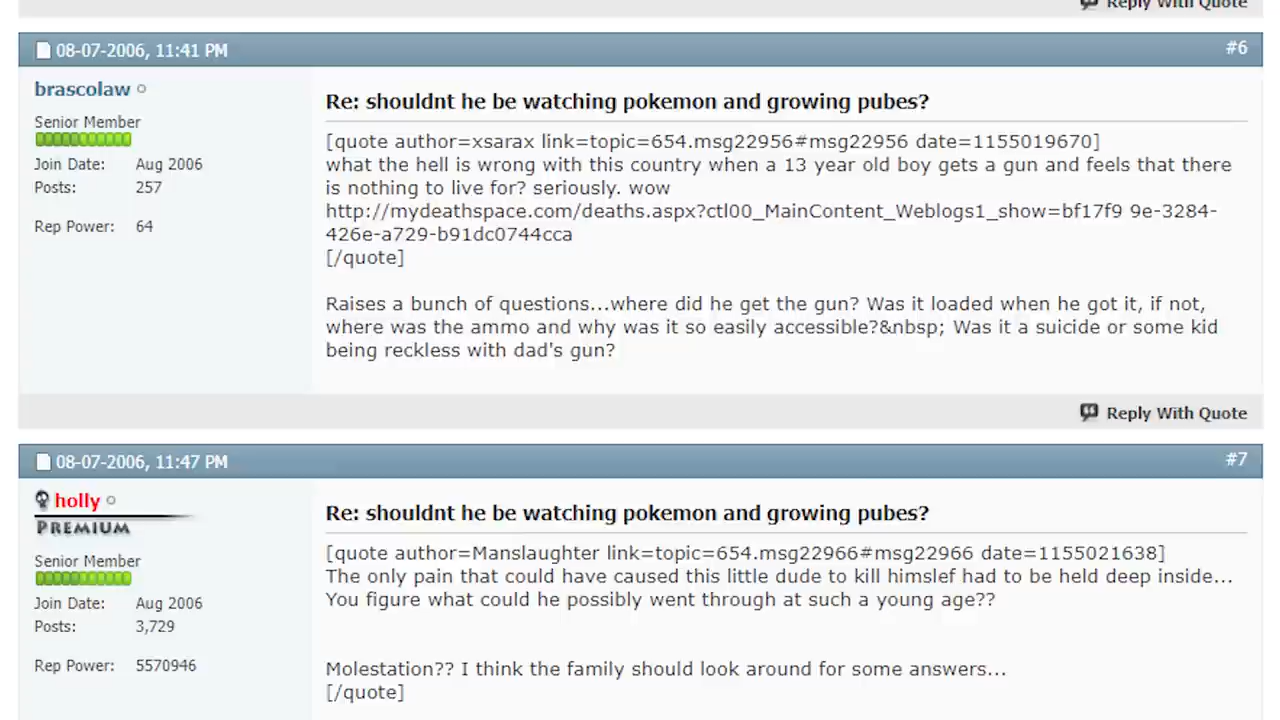 Reply With Quote
08-07-2006, 11:41 PM
#6
brascolaw
Senior Member
Join Date: Aug 2006
Posts: 257
Rep Power: 64
Re: shouldnt he be watching pokemon and growing pubes?
[quote author=xsarax link=topic=654.msg22956#msg22956 date=1155019670]
what the hell is wrong with this country when a 13 year old boy gets a gun and feels that there
is nothing to live for? seriously. wow
http://mydeathspace.com/deaths.aspx?ctl00_MainContent_Weblogs1_show=bf17f9 9e-3284-
426e-a729-b91dc0744cca
[/quote]
Raises a bunch of questions...where did he get the gun? Was it loaded when he got it, if not,
where was the ammo and why was it so easily accessible?&nbsp; Was it a suicide or some kid
being reckless with dad's gun?
Reply With Quote
08-07-2006, 11:47 PM
#7
holly
PREMIUM
Senior Member
Join Date: Aug 2006
Posts: 3,729
Rep Power: 5570946
Re: shouldnt he be watching pokemon and growing pubes?
[quote author=Manslaughter link=topic=654.msg22966#msg22966 date=1155021638]
The only pain that could have caused this little dude to kill himslef had to be held deep inside...
You figure what could he possibly went through at such a young age??
Molestation?? I think the family should look around for some answers...
[/quote]